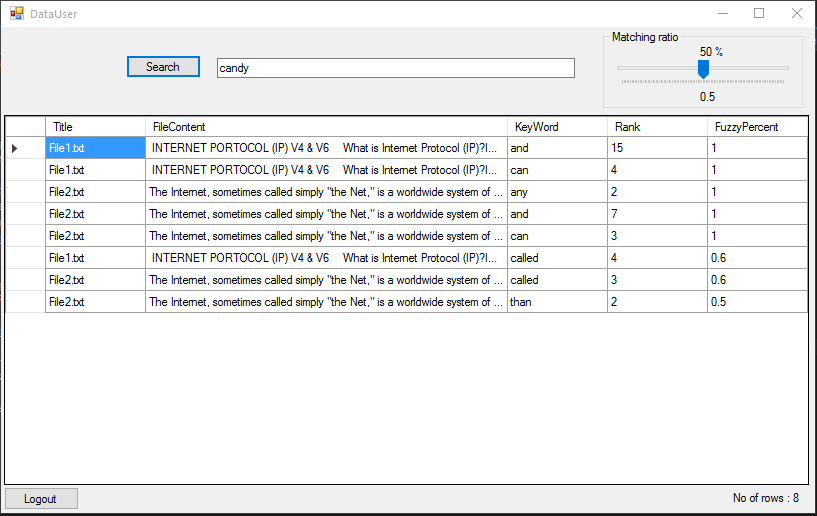 DataUser
Matching ratio
50 %
Search
candy
0.5
Title FileContent KeyWord Rank FuzzyPercent
File1.txt INTERNET PORTOCOL (IP) V4 & V6 What is Internet Protocol (IP)?I... and 15 1
File1.txt INTERNET PORTOCOL (IP) V4 & V6 What is Internet Protocol (IP)?I... can 4 1
File2.txt The Internet, sometimes called simply "the Net," is a worldwide system of ... any 2 1
File2.txt The Internet, sometimes called simply "the Net," is a worldwide system of ... and 7 1
File2.txt The Internet, sometimes called simply "the Net," is a worldwide system of ... can 3 1
File1.txt INTERNET PORTOCOL (IP) V4 & V6 What is Internet Protocol (IP)?I... called 4 0.6
File2.txt The Internet, sometimes called simply "the Net," is a worldwide system of ... called 3 0.6
File2.txt The Internet, sometimes called simply "the Net," is a worldwide system of ... than 2 0.5
Logout
No of rows : 8